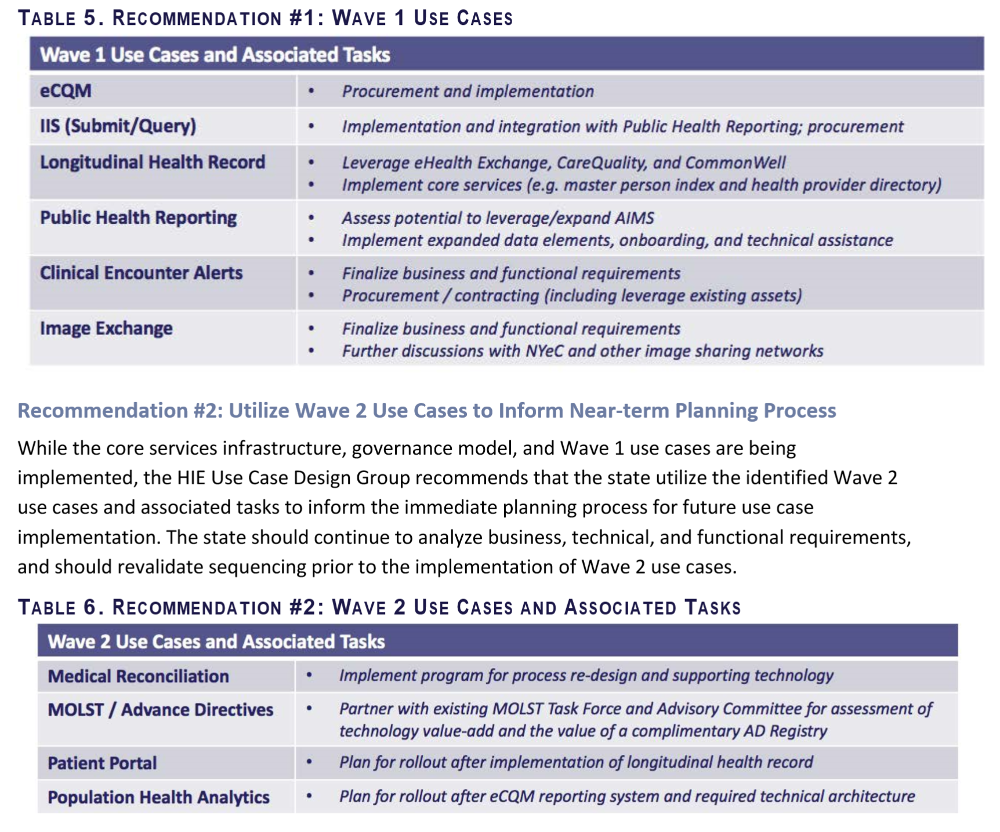 TABLE 5. RECOMMENDATION #1: WAVE 1 USE CASES
Wave 1 Use Cases and Associated Tasks
eCQM
• Procurement and implementation
IIS (Submit/Query)
• Implementation and integration with Public Health Reporting; procurement
Longitudinal Health Record
• Leverage eHealth Exchange, CareQuality, and CommonWell
• Implement core services (e.g. master person index and health provider directory)
Public Health Reporting
• Assess potential to leverage/expand AIMS
• Implement expanded data elements, onboarding, and technical assistance
Clinical Encounter Alerts
• Finalize business and functional requirements
• Procurement / contracting (including leverage existing assets)
Image Exchange
• Finalize business and functional requirements
• Further discussions with NYeC and other image sharing networks
Recommendation #2: Utilize Wave 2 Use Cases to Inform Near-term Planning Process
While the core services infrastructure, governance model, and Wave 1 use cases are being
implemented, the HIE Use Case Design Group recommends that the state utilize the identified Wave 2
use cases and associated tasks to inform the immediate planning process for future use case
implementation. The state should continue to analyze business, technical, and functional requirements,
and should revalidate sequencing prior to the implementation of Wave 2 use cases.
TABLE 6. RECOMMENDATION #2: WAVE 2 USE CASES AND ASSOCIATED TASKS
Wave 2 Use Cases and Associated Tasks
Medical Reconciliation
• Implement program for process re-design and supporting technology
MOLST / Advance Directives
• Partner with existing MOLST Task Force and Advisory Committee for assessment of
technology value-add and the value of a complimentary AD Registry
Patient Portal
• Plan for rollout after implementation of longitudinal health record
Population Health Analytics
• Plan for rollout after eCQM reporting system and required technical architecture